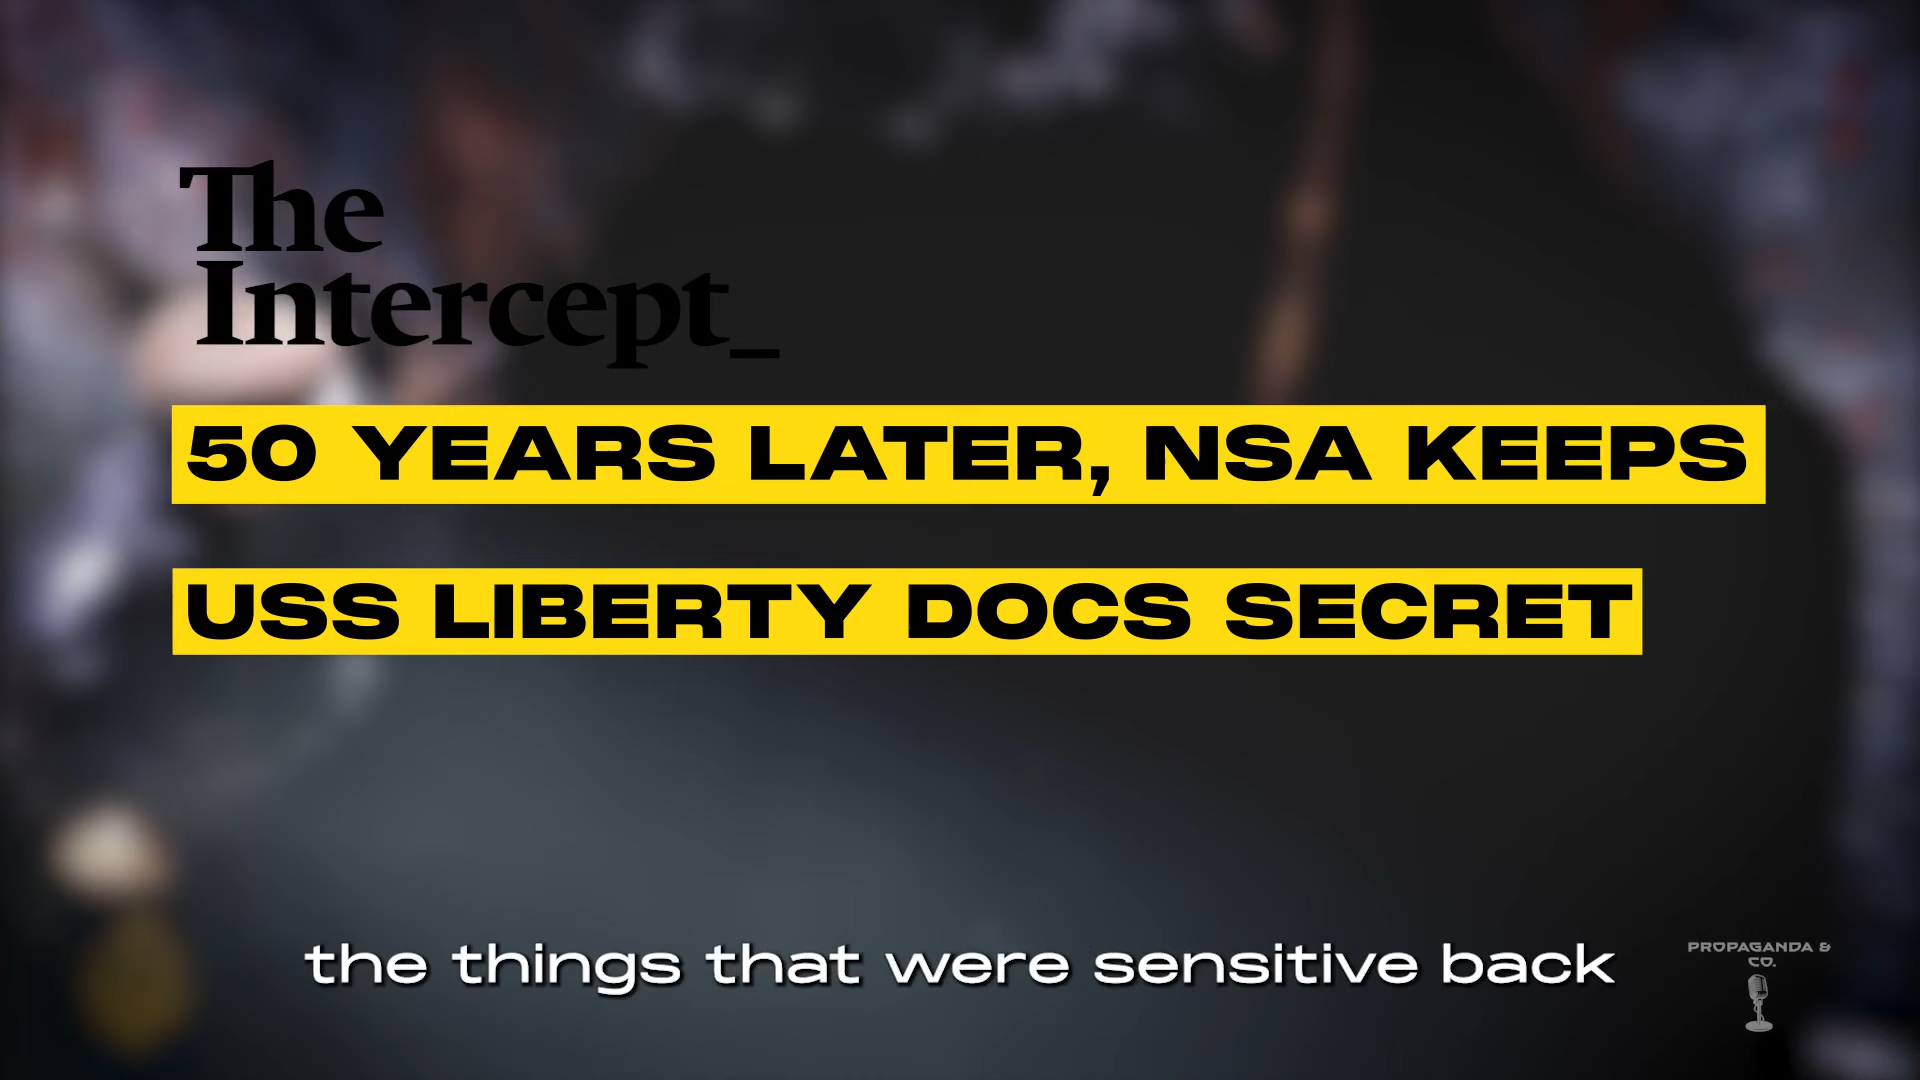 The
Intercept_
50 YEARS LATER, NSA KEEPS
USS LIBERTY DOCS SECRET
the things that were sensitive back
PROPAGANDA &
CO.